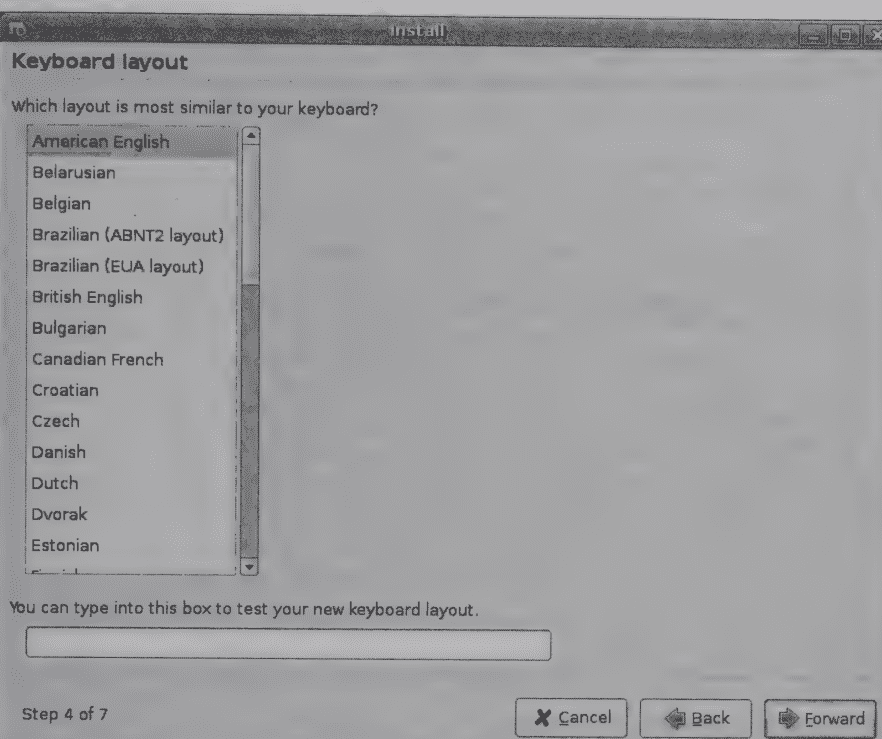 Install
Keyboard layout
Which layout is most similar to your keyboard?
American English
Belarusian
Belgian
Brazilian (ABNT2 layout)
Brazilian (EUA layout)
British English
Bulgarian
Canadian French
Croatian
Czech
Danish
Dutch
Dvorak
Estonian
You can type into this box to test your new keyboard layout.
Step 4 of 7
Cancel
Back
Forward